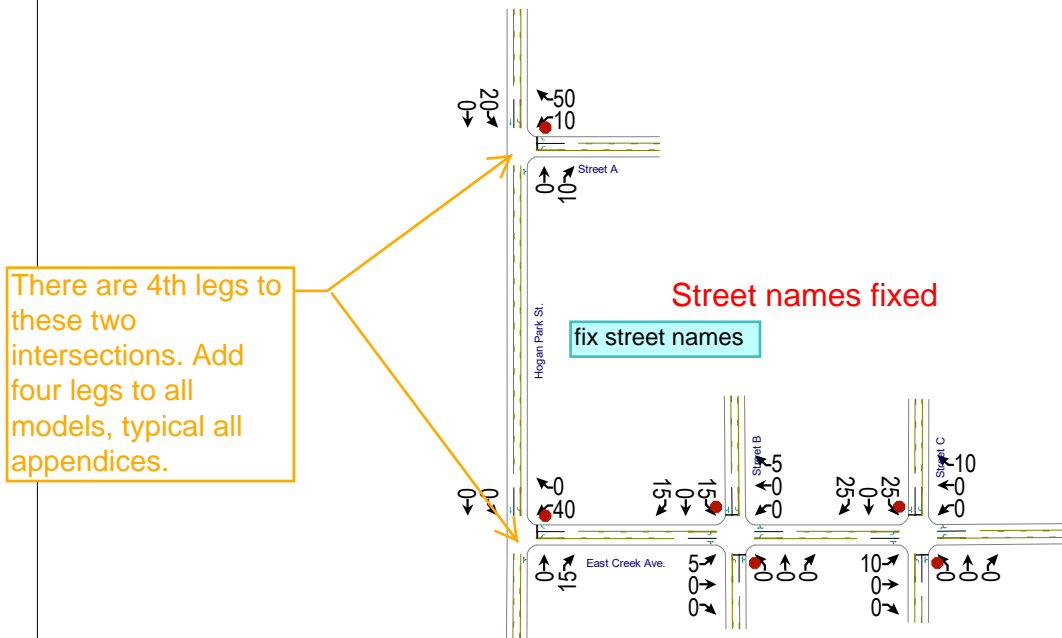 20
0
50
10
Street A
0
10
There are 4th legs to
these two
intersections. Add
four legs to all
models, typical all
appendices.
Street names fixed
fix street names
Hogan Park St.
Street B
Street C
0
0
0
40
15
0
15
5
0
0
25
0
25
10
0
0
0
15
East Creek Ave.
5
0
0
0
0
0
10
0
0
0
0
0